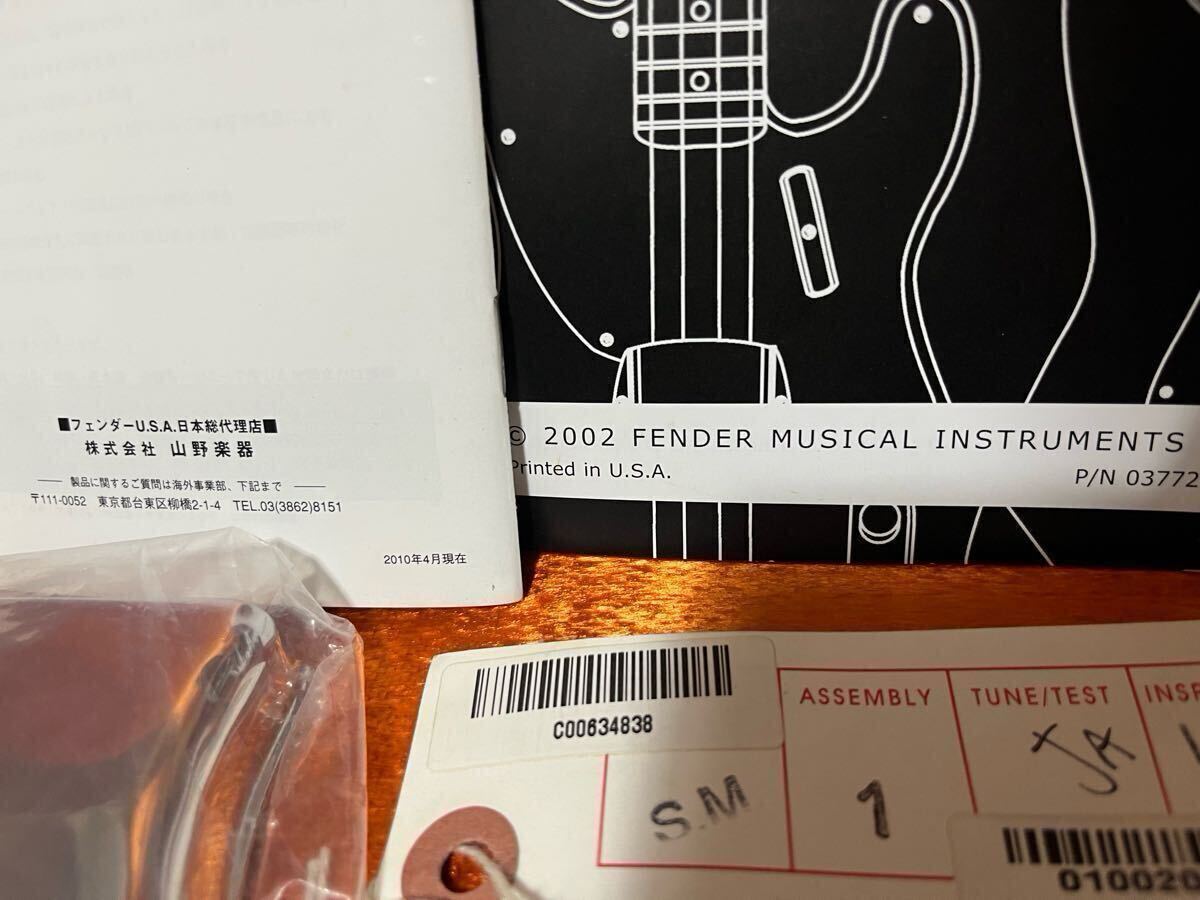 ■フェンダーU.S.A.日本総代理店■
株式会社 山野楽器
製品に関するご質問は海外事業部、下記まで
〒111-0052 東京都台東区柳橋2-1-4 TEL.03(3862)8151
2010年4月現在
© 2002 FENDER MUSICAL INSTRUMENTS
Printed in U.S.A.
P/N 03772
C00634838
ASSEMBLY
TUNE/TEST
INSP
S.M
1
JA
010020